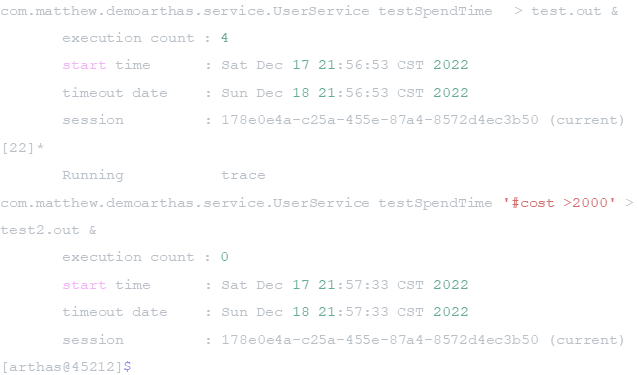 com.matthew.demoarthas.service.UserService testSpendTime  > test.out &
execution count : 4
start time : Sat Dec 17 21:56:53 CST 2022
timeout date : Sun Dec 18 21:56:53 CST 2022
session : 178e0e4a-c25a-455e-87a4-8572d4ec3b50 (current)
[22]*
Running trace
com.matthew.demoarthas.service.UserService testSpendTime '#cost >2000' >
test2.out &
execution count : 0
start time : Sat Dec 17 21:57:33 CST 2022
timeout date : Sun Dec 18 21:57:33 CST 2022
session : 178e0e4a-c25a-455e-87a4-8572d4ec3b50 (current)
[arthas@45212]$